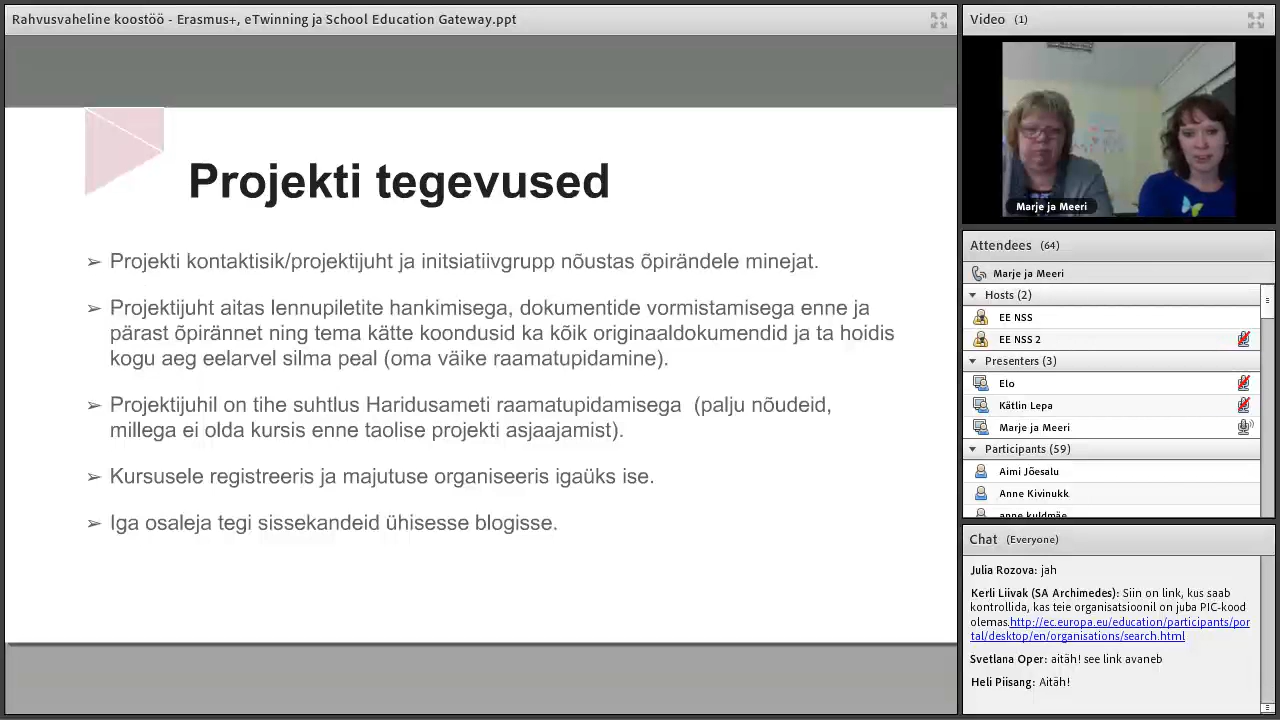 Rahvusvaheline koostöö - Erasmus+, eTwinning ja School Education Gateway.ppt
Projekti tegevused
➢ Projekti kontaktisik/projektijuht ja initsiatiivgrupp nõustas õpirändele minejat.
➢ Projektijuht aitas lennupiletite hankimisega, dokumentide vormistamisega enne ja
pärast õpirännet ning tema kätte koondusid ka kõik originaaldokumendid ja ta hoidis
kogu aeg eelarvel silma peal (oma väike raamatupidamine).
➢ Projektijuhil on tihe suhtlus Haridusameti raamatupidamisega (palju nõudeid,
millega ei olda kursis enne taolise projekti asjaajamist).
➢ Kursusele registreeris ja majutuse organiseeris igaüks ise.
➢ Iga osaleja tegi sissekandeid ühisesse blogisse.
Video (1)
Marje ja Meeri
Attendees (64)
Marje ja Meeri
Hosts (2)
EE NSS
EE NSS 2
Presenters (3)
Elo
Kätlin Lepa
Marje ja Meeri
Participants (59)
Aimi Jõesalu
Anne Kivinukk
anne kuldmäe
Chat (Everyone)
Julia Rozova: jah
Kerli Liivak (SA Archimedes): Siin on link, kus saab
kontrollida, kas teie organisatsioonil on juba PIC-kood
olemas.http://ec.europa.eu/education/participants/por
tal/desktop/en/organisations/search.html
Svetlana Oper: aitäh! see link avaneb
Heli Piisang: Aitäh!